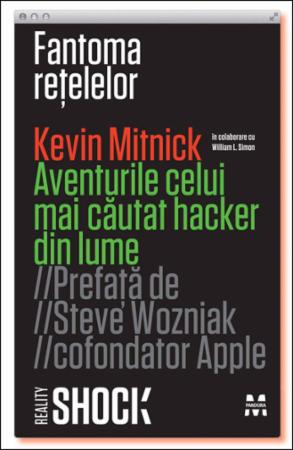 Fantoma
rețelelor
Kevin Mitnick
în colaborare cu
William L. Simon
Aventurile celui
mai căutat hacker
din lume
//Prefață de
//Steve Wozniak
//cofondator Apple
REALITY
SHOCK
PANDORA
M